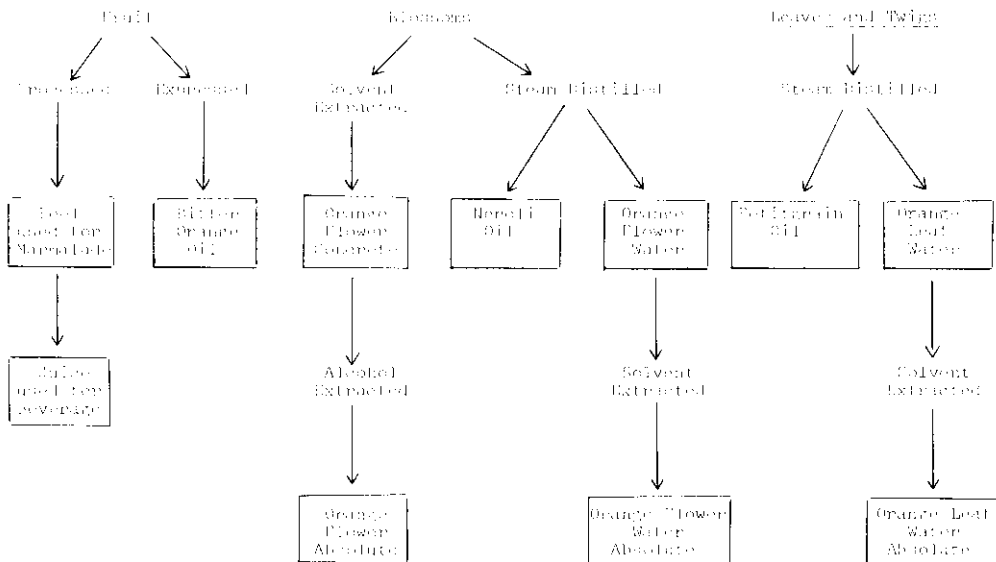 Fruit
Blossoms
Leaves and Twigs
Processed
Expressed
Solvent
Extracted
Steam Distilled
Steam Distilled
Peel
used for
Marmalade
Bitter
Orange
Oil
Orange
Flower
Concrete
Neroli
Oil
Orange
Flower
Water
Petitgrain
Oil
Orange
Leaf
Water
Juice
used for
beverage
Alcohol
Extracted
Solvent
Extracted
Solvent
Extracted
Orange
Flower
Absolute
Orange Flower
Water
Absolute
Orange Leaf
Water
Absolute